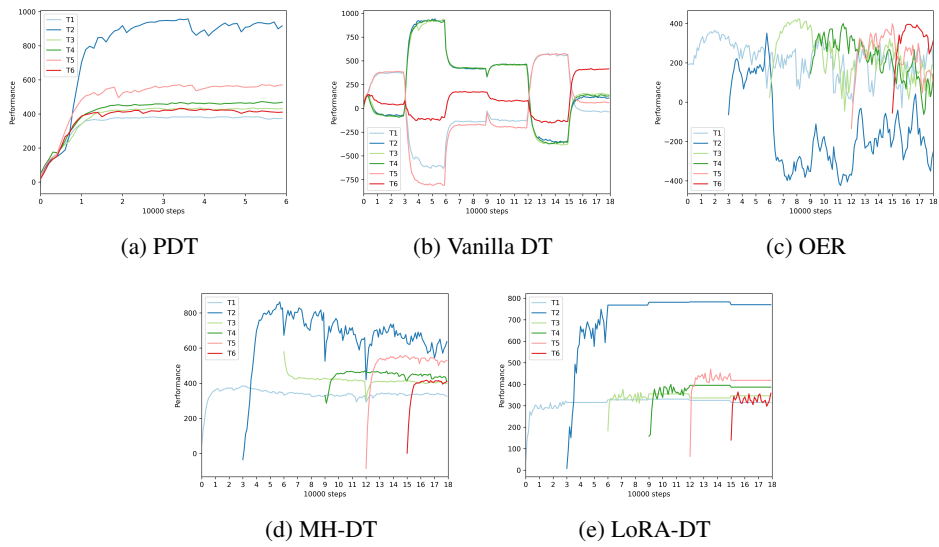 1000
800
600
400
200
0
Performance
T1
T2
T3
T4
T5
T6
0 1 2 3 4 5 6
10000 steps
(a) PDT
1000
750
500
250
0
−250
−500
−750
Performance
T1
T2
T3
T4
T5
T6
0 1 2 3 4 5 6 7 8 9 10 11 12 13 14 15 16 17 18
10000 steps
(b) Vanilla DT
400
200
0
−200
−400
Performance
T1
T2
T3
T4
T5
T6
0 1 2 3 4 5 6 7 8 9 10 11 12 13 14 15 16 17 18
10000 steps
(c) OER
800
600
400
200
0
Performance
T1
T2
T3
T4
T5
T6
0 1 2 3 4 5 6 7 8 9 10 11 12 13 14 15 16 17 18
10000 steps
(d) MH-DT
800
700
600
500
400
300
200
100
0
Performance
T1
T2
T3
T4
T5
T6
0 1 2 3 4 5 6 7 8 9 10 11 12 13 14 15 16 17 18
10000 steps
(e) LoRA-DT